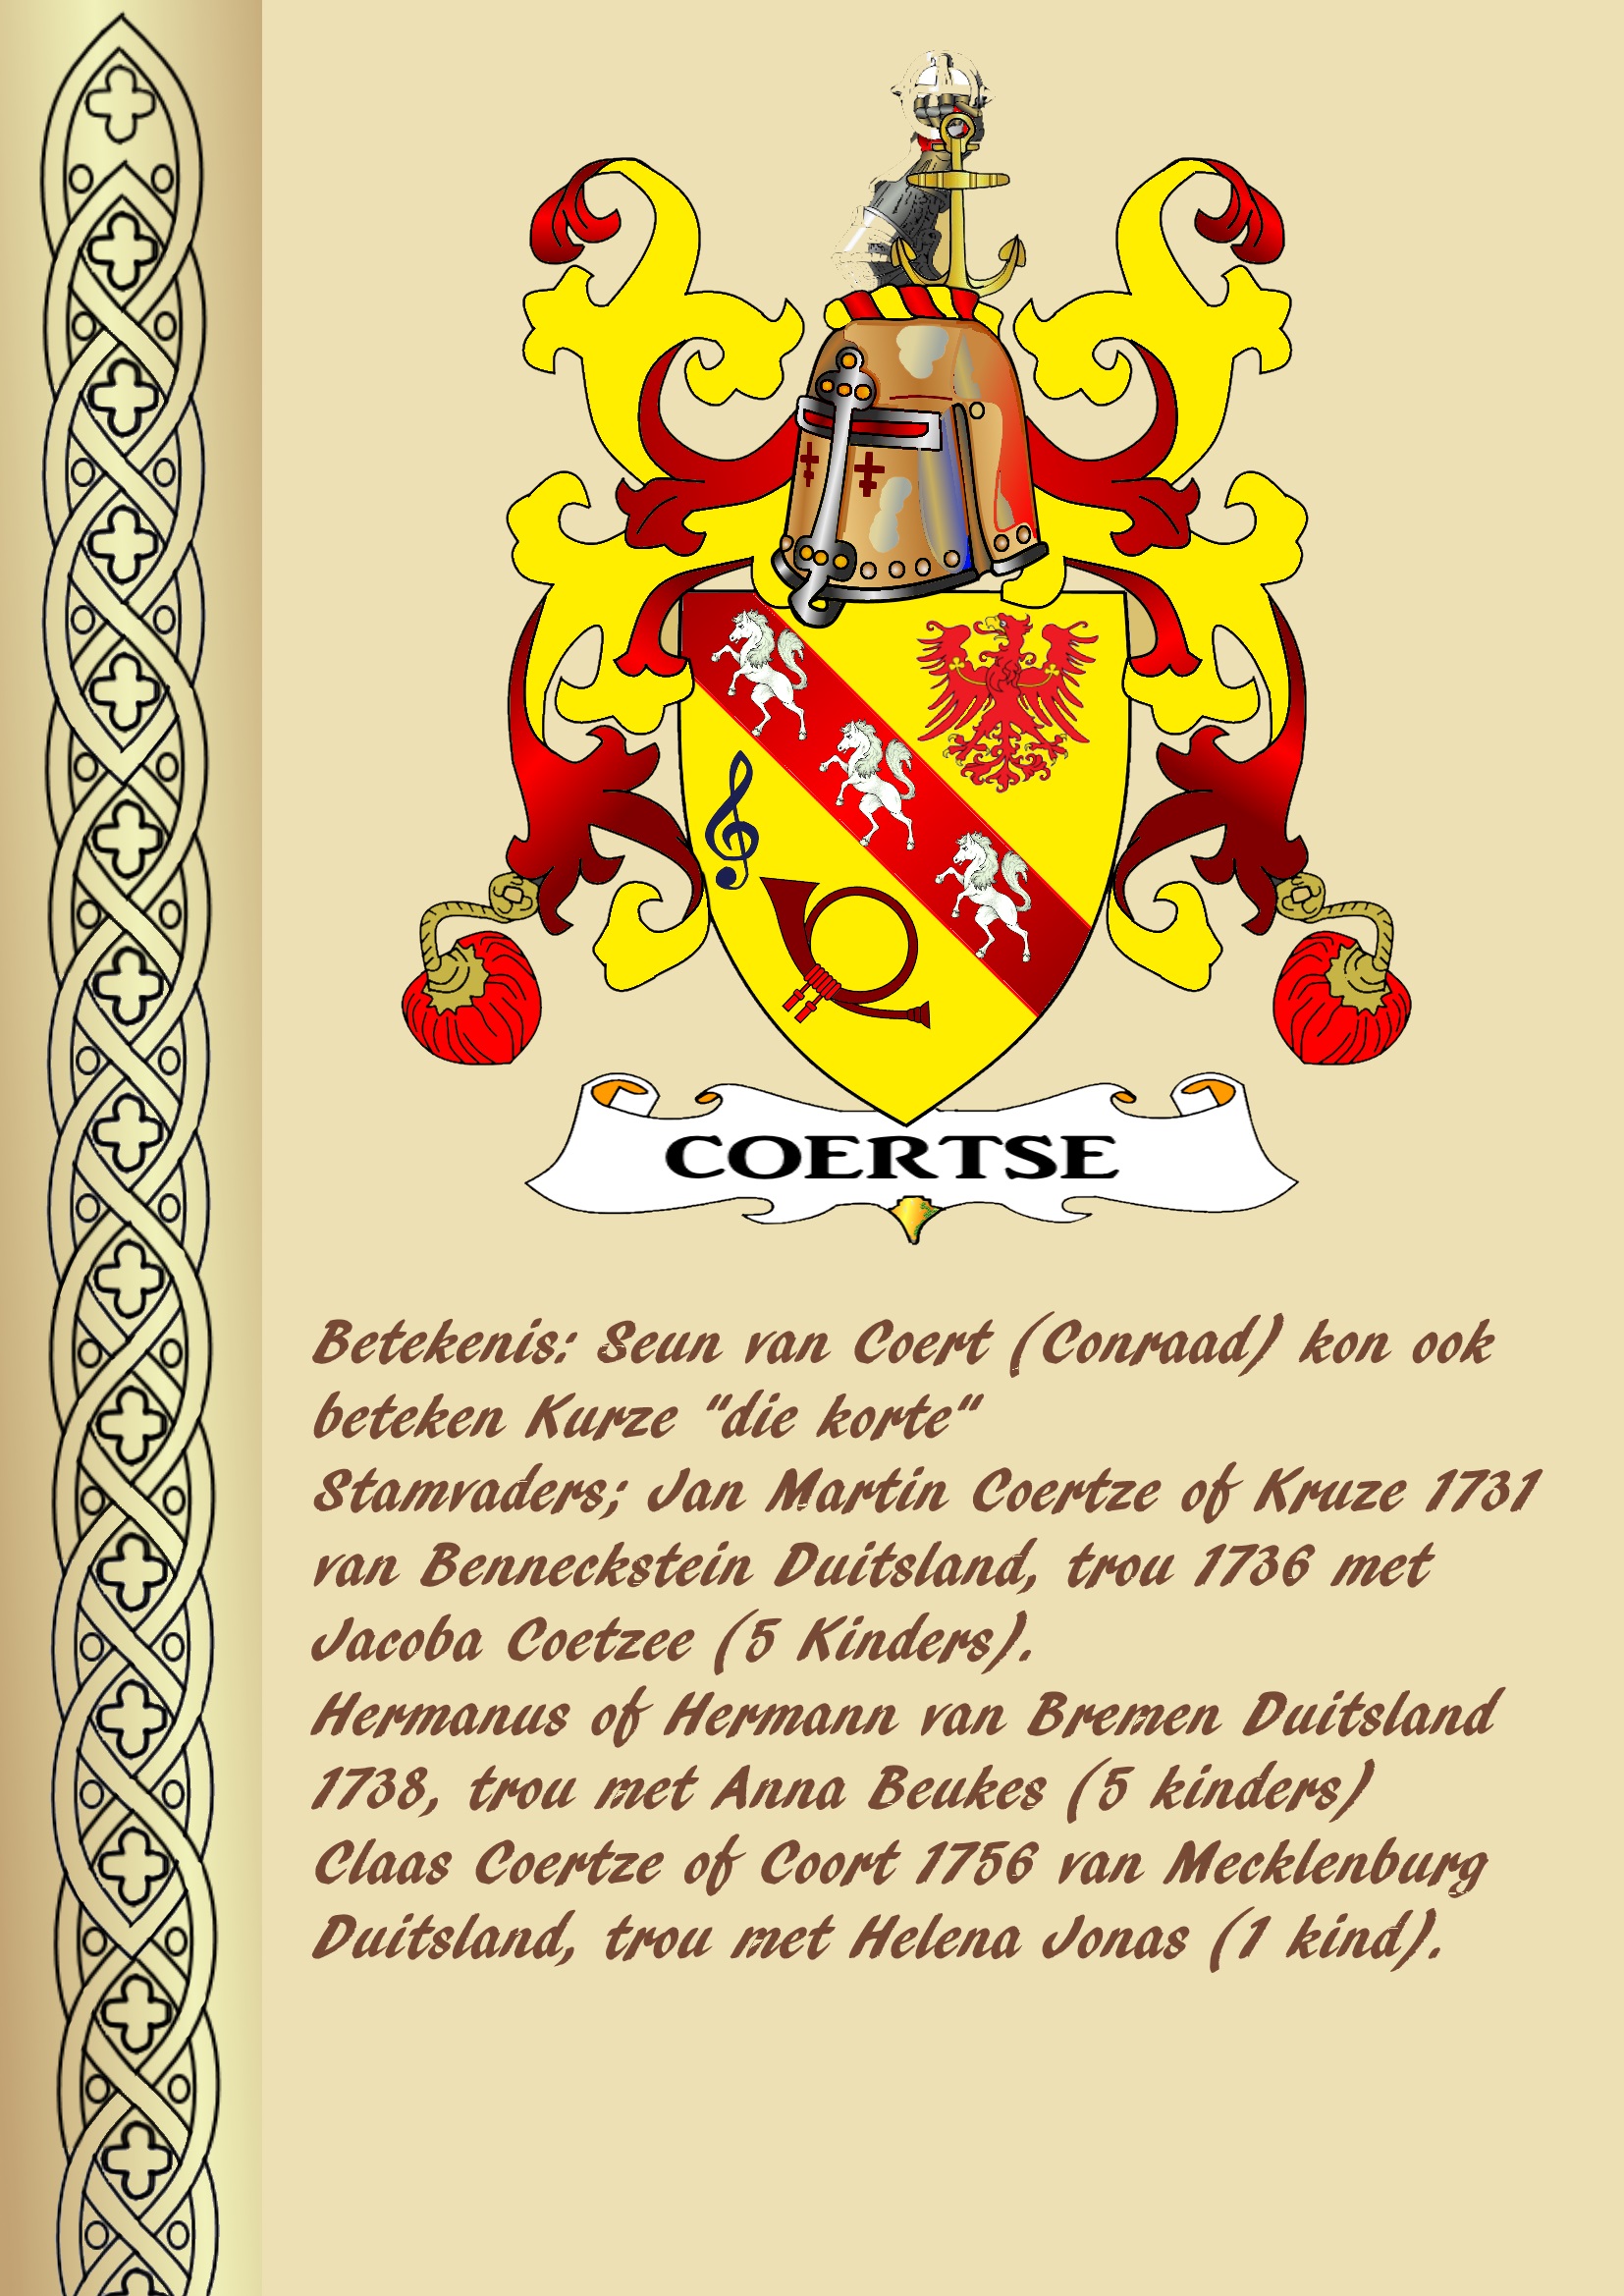 COERTSE
Betekenis: Seun van Coert (Conraad) kon ook
beteken Kurze "die korte"
Stamvaders; Jan Martin Coertze of Kruze 1731
van Benneckstein Duitsland, trou 1736 met
Jacoba Coetzee (5 Kinders).
Hermanus of Hermann van Bremen Duitsland
1738, trou met Anna Beukes (5 kinders)
Claas Coertze of Coort 1756 van Mecklenburg
Duitsland, trou met Helena Jonas (1 kind).